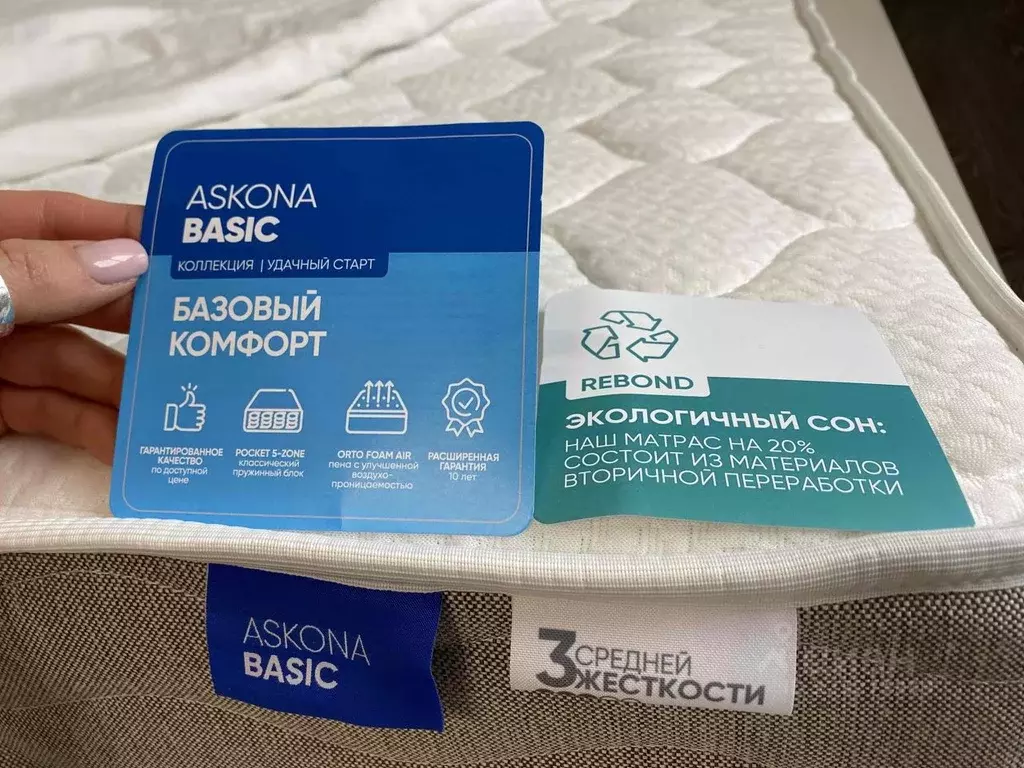 ASKONA
BASIC
КОЛЛЕКЦИЯ | УДАЧНЫЙ СТАРТ
БАЗОВЫЙ
КОМФОРТ
ГАРАНТИРОВАННОЕ
КАЧЕСТВО
по доступной
цене
POCKET 5-ZONE
классический
пружинный блок
ORTO FOAM AIR
пена с улучшенной
воздухо-
проницаемостью
РАСШИРЕННАЯ
ГАРАНТИЯ
10 лет
REBOND
ЭКОЛОГИЧНЫЙ СОН:
НАШ МАТРАС НА 20%
СОСТОИТ ИЗ МАТЕРИАЛОВ
ВТОРИЧНОЙ ПЕРЕРАБОТКИ
ASKONA
BASIC
3 СРЕДНЕЙ
ЖЕСТКОСТИ